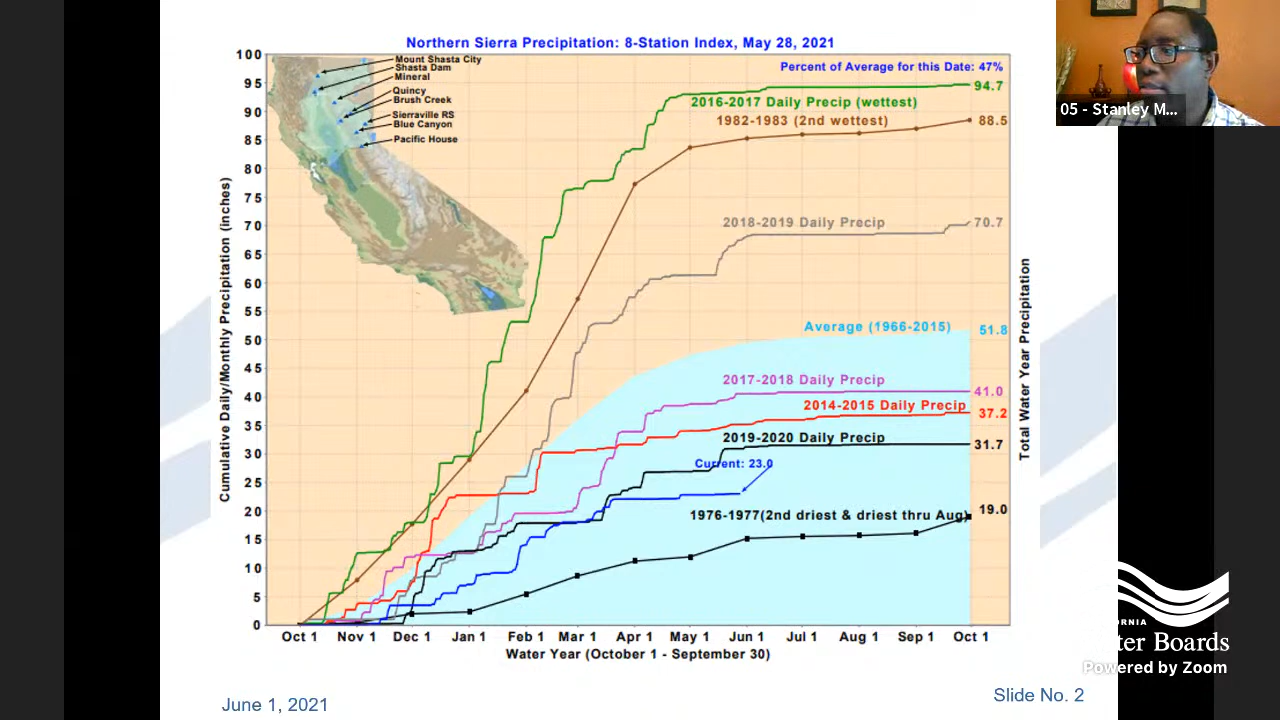 Northern Sierra Precipitation: 8-Station Index, May 28, 2021
Percent of Average for this Date: 47%
Mount Shasta City
Shasta Dam
Mineral
Quincy
Brush Creek
Sierraville RS
Blue Canyon
Pacific House
2016-2017 Daily Precip (wettest)
94.7
1982-1983 (2nd wettest)
88.5
2018-2019 Daily Precip
70.7
Average (1966-2015)
51.8
2017-2018 Daily Precip
41.0
2014-2015 Daily Precip
37.2
2019-2020 Daily Precip
31.7
Current: 23.0
1976-1977(2nd driest & driest thru Aug)
19.0
100
95
90
85
80
75
70
65
60
55
50
45
40
35
30
25
20
15
10
5
0
Cumulative Daily/Monthly Precipitation (inches)
Total Water Year Precipitation
Oct 1 Nov 1 Dec 1 Jan 1 Feb 1 Mar 1 Apr 1 May 1 Jun 1 Jul 1 Aug 1 Sep 1 Oct 1
Water Year (October 1 - September 30)
June 1, 2021
Slide No. 2
05 - Stanley M...
ORNIA
ter Boards
Powered by Zoom